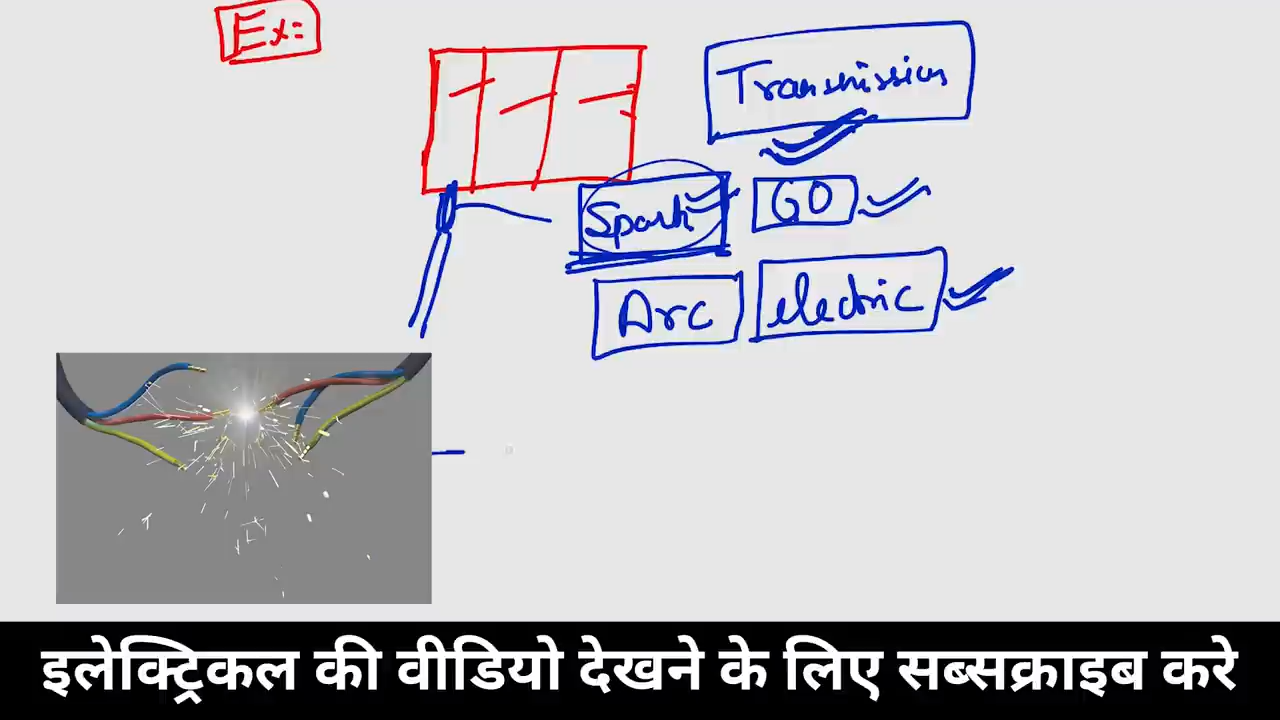 Ex:
Transmission
Spark GO
Arc electric
इलेक्ट्रिकल की वीडियो देखने के लिए सब्सक्राइब करे